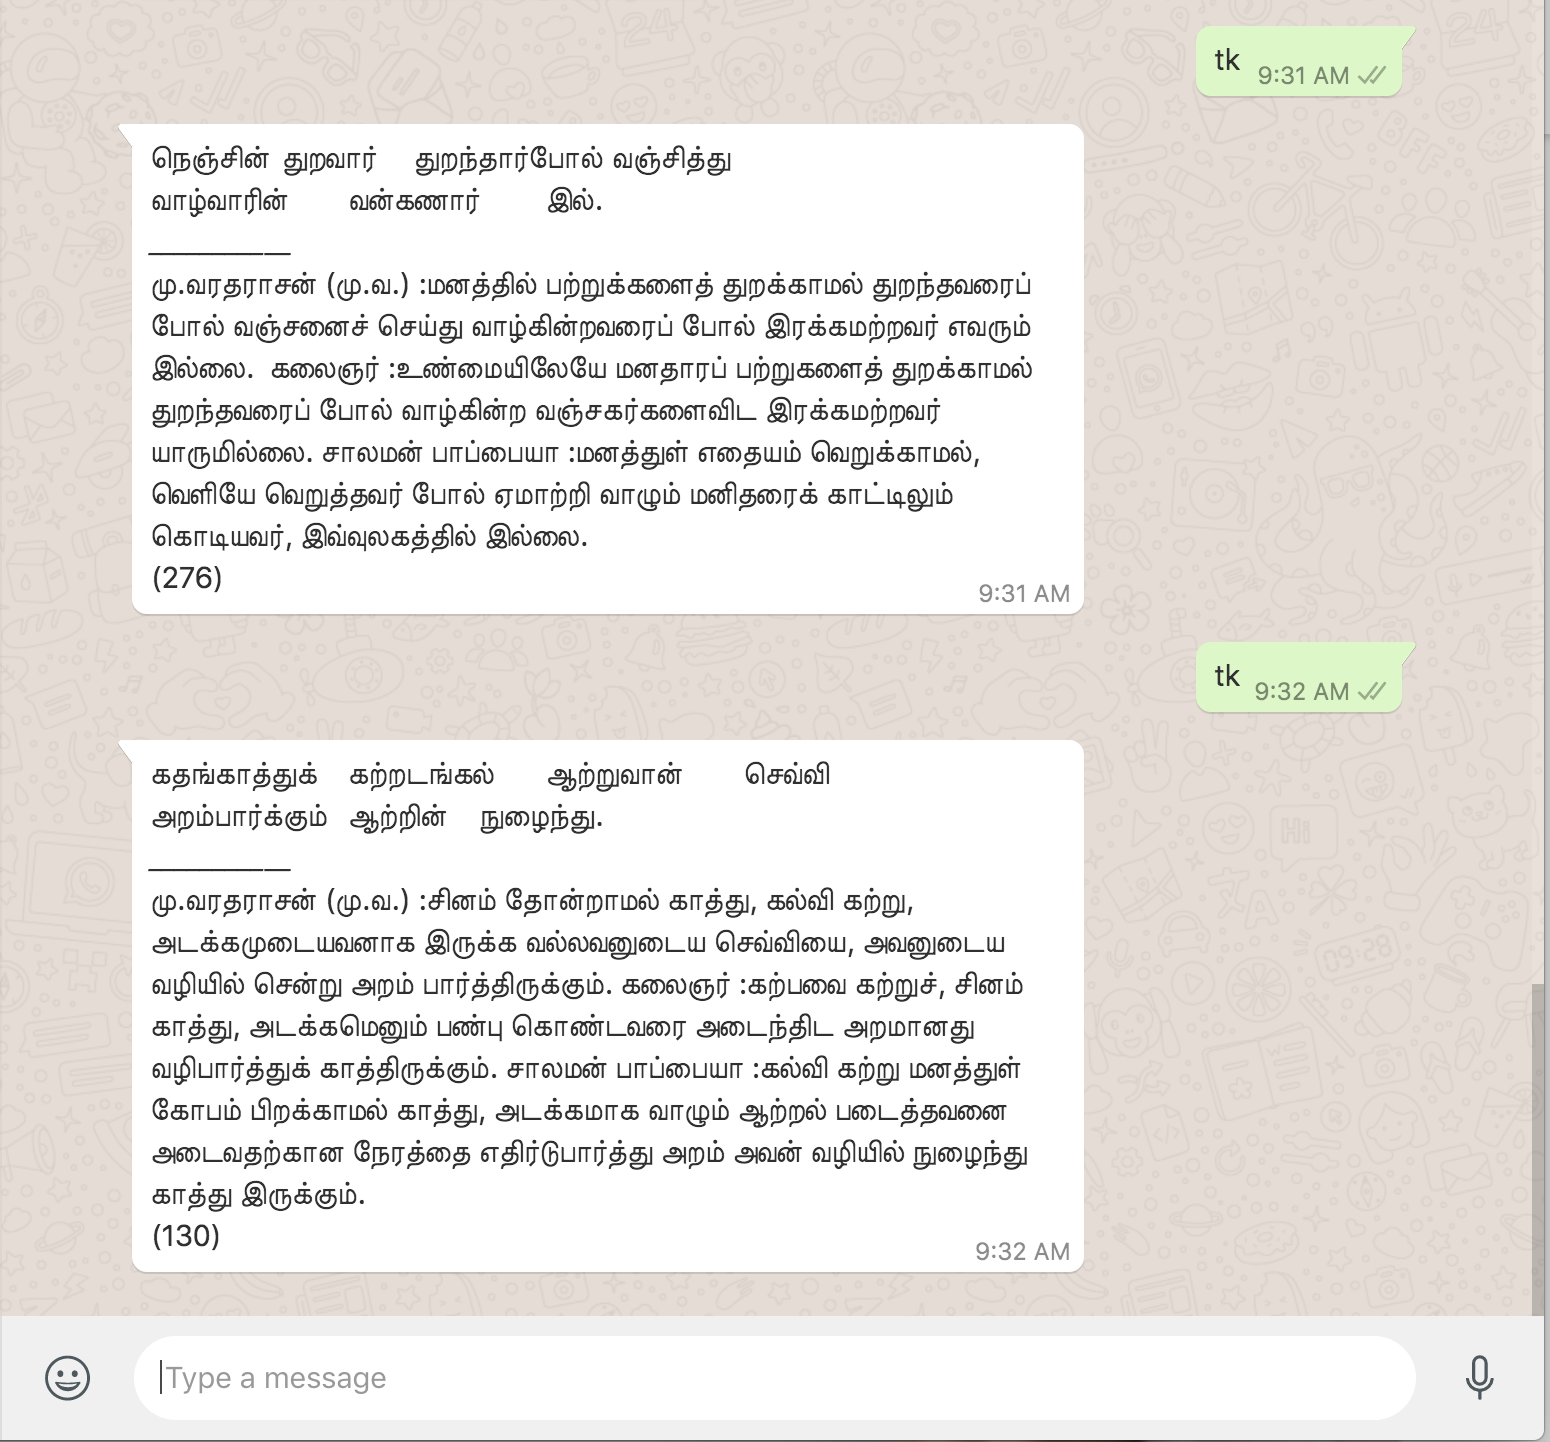 tk 9:31 AM
நெஞ்சின் துறவார் துறந்தார்போல் வஞ்சித்து
வாழ்வாரின் வன்கணார் இல்.
___________
மு.வரதராசன் (மு.வ.) :மனத்தில் பற்றுக்களைத் துறக்காமல் துறந்தவரைப்
போல் வஞ்சனைச் செய்து வாழ்கின்றவரைப் போல் இரக்கமற்றவர் எவரும்
இல்லை. கலைஞர் :உண்மையிலேயே மனதாரப் பற்றுகளைத் துறக்காமல்
துறந்தவரைப் போல் வாழ்கின்ற வஞ்சகர்களைவிட இரக்கமற்றவர்
யாருமில்லை. சாலமன் பாப்பையா :மனத்துள் எதையம் வெறுக்காமல்,
வெளியே வெறுத்தவர் போல் ஏமாற்றி வாழும் மனிதரைக் காட்டிலும்
கொடியவர், இவ்வுலகத்தில் இல்லை.
(276)
9:31 AM
tk 9:32 AM
கதங்காத்துக் கற்றடங்கல் ஆற்றுவான் செவ்வி
அறம்பார்க்கும் ஆற்றின் நுழைந்து.
___________
மு.வரதராசன் (மு.வ.) :சினம் தோன்றாமல் காத்து, கல்வி கற்று,
அடக்கமுடையவனாக இருக்க வல்லவனுடைய செவ்வியை, அவனுடைய
வழியில் சென்று அறம் பார்த்திருக்கும். கலைஞர் :கற்பவை கற்றுச், சினம்
காத்து, அடக்கமெனும் பண்பு கொண்டவரை அடைந்திட அறமானது
வழிபார்த்துக் காத்திருக்கும். சாலமன் பாப்பையா :கல்வி கற்று மனத்துள்
கோபம் பிறக்காமல் காத்து, அடக்கமாக வாழும் ஆற்றல் படைத்தவனை
அடைவதற்கான நேரத்தை எதிர்டுபார்த்து அறம் அவன் வழியில் நுழைந்து
காத்து இருக்கும்.
(130)
9:32 AM
Type a message